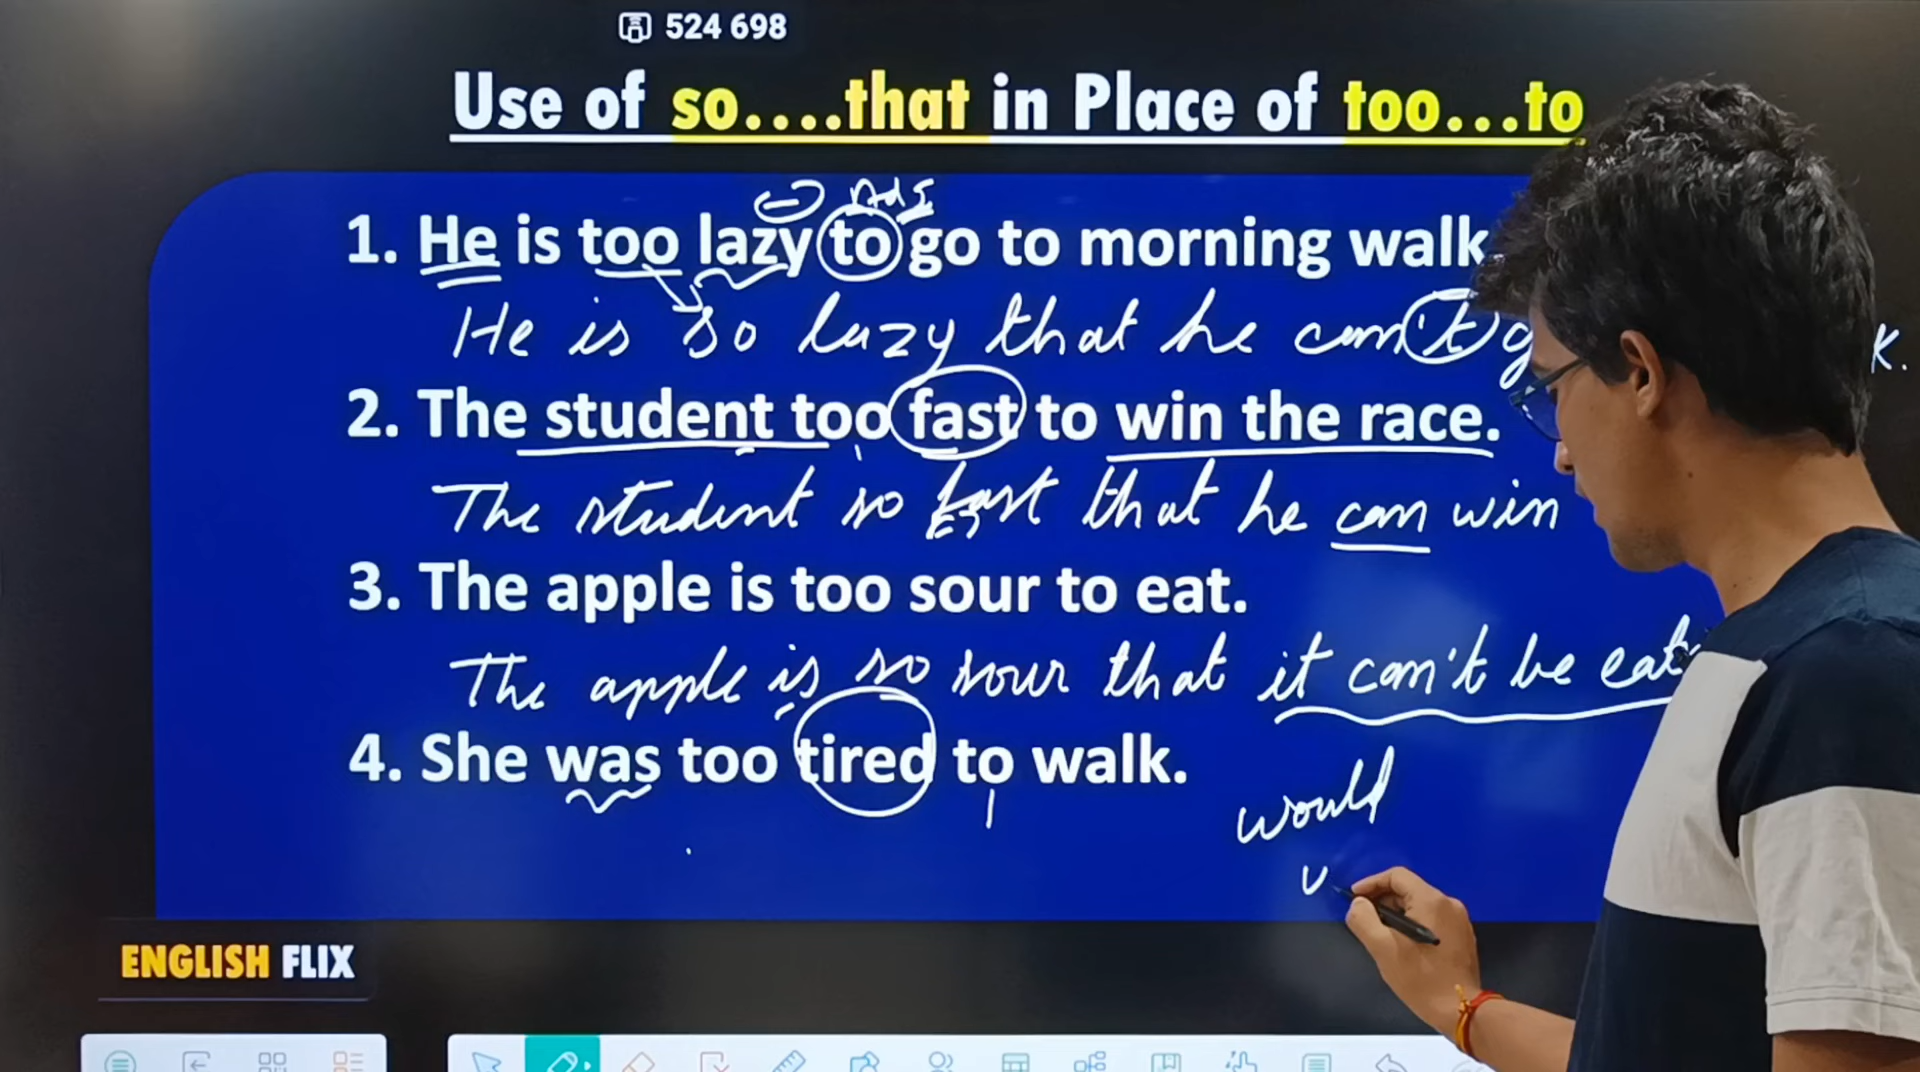 524 698
Use of so....that in Place of too...to
Adj
1. He is too lazy to go to morning walk
He is so lazy that he can't g
K.
2. The student too fast to win the race.
The student so fast that he can win
3. The apple is too sour to eat.
The apple is so sour that it can't be eat
4. She was too tired to walk.
would
ENGLISH FLIX